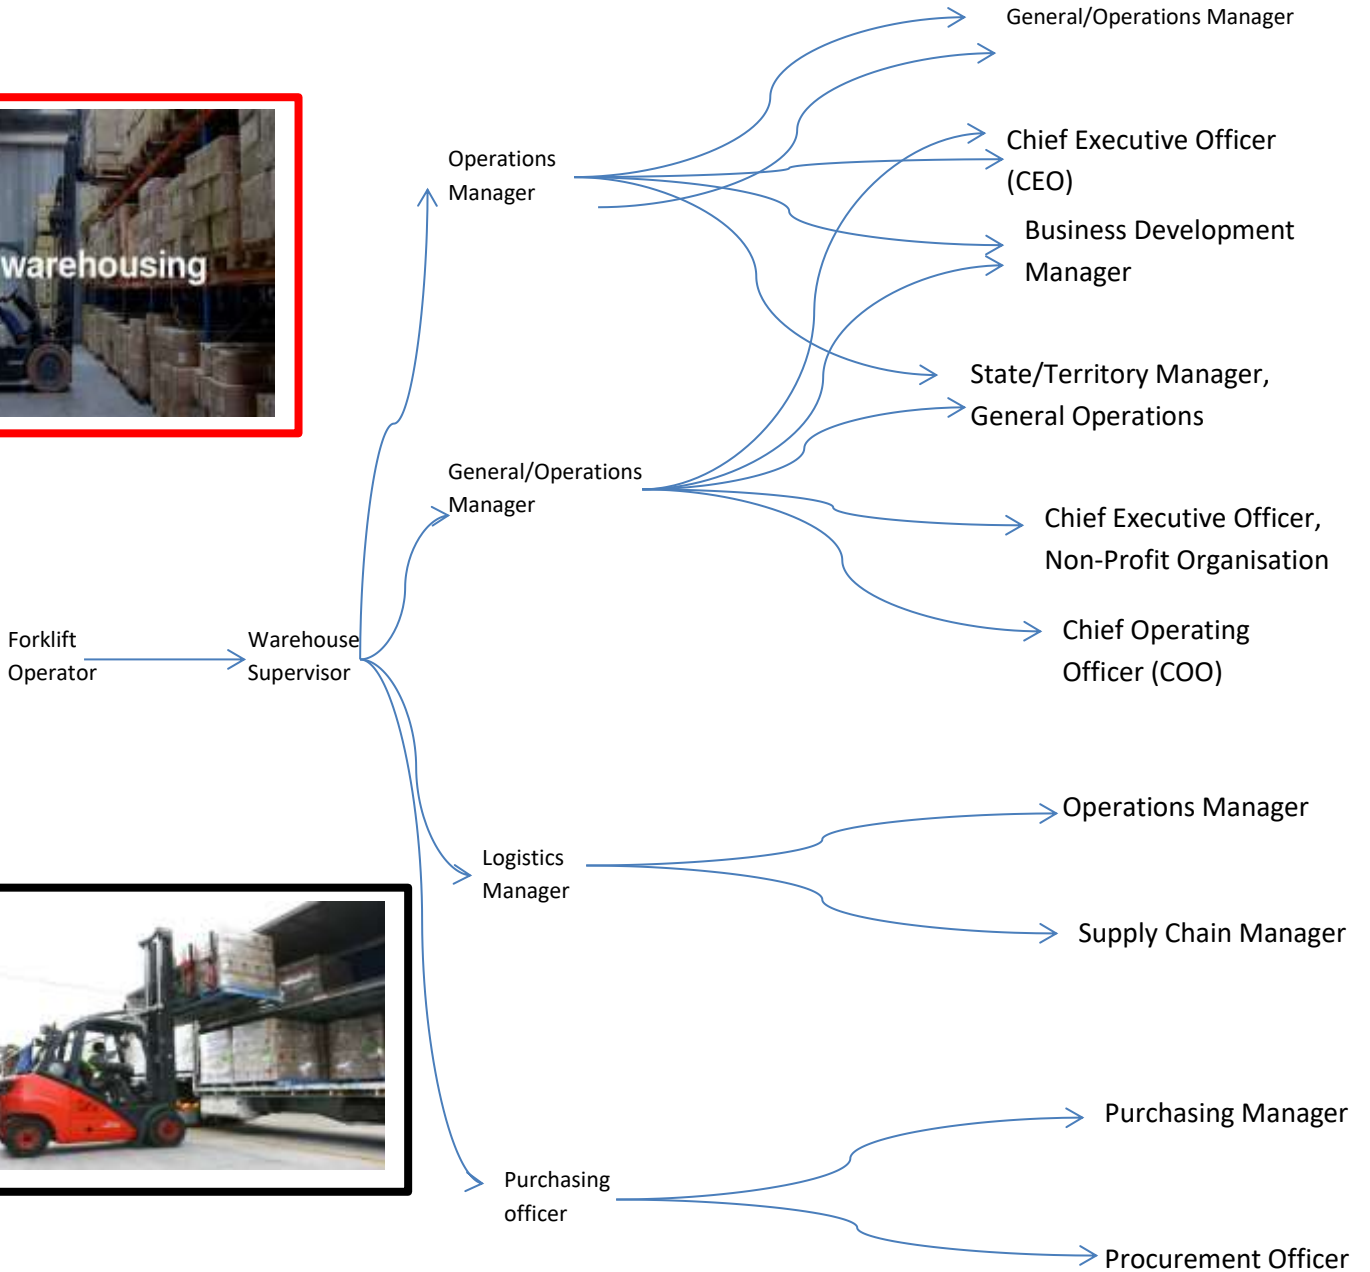 General/Operations Manager
warehousing
Operations
Manager
Chief Executive Officer
(CEO)
Business Development
Manager
State/Territory Manager,
General Operations
General/Operations
Manager
Chief Executive Officer,
Non-Profit Organisation
Forklift
Operator
Warehouse
Supervisor
Chief Operating
Officer (COO)
Operations Manager
Logistics
Manager
Supply Chain Manager
Purchasing Manager
Purchasing
officer
Procurement Officer